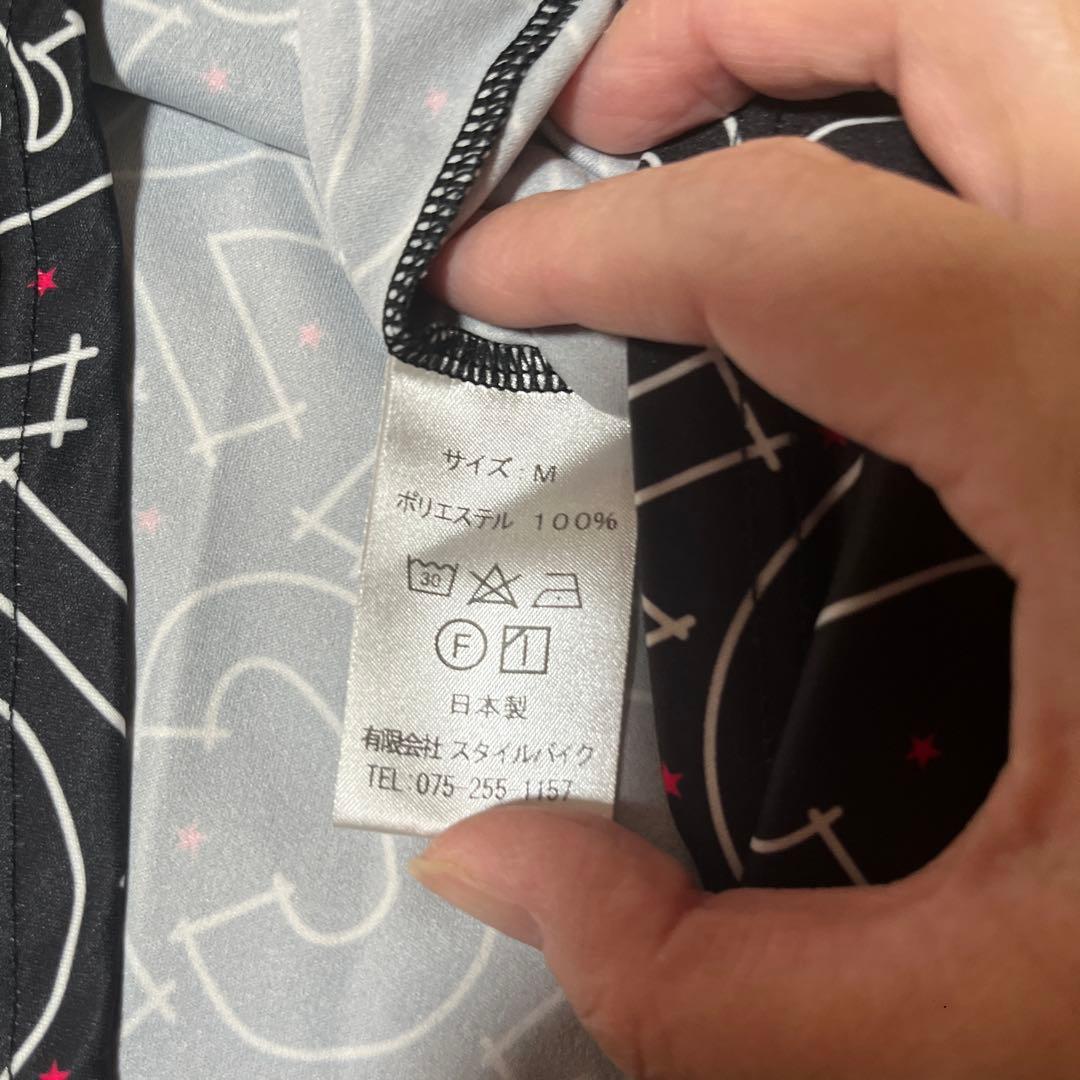 サイズ:M
ポリエステル 100%
30
F
日本製
有限会社 スタイルバイク
TEL:075 255 1157